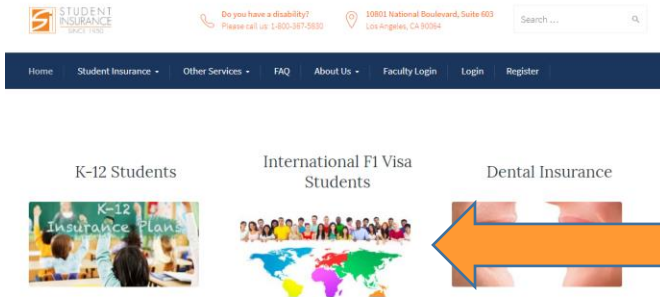 STUDENT
INSURANCE
SINCE 1950
Do you have a disability?
Please call us: 1-800-367-5830
10801 National Boulevard, Suite 603
Los Angeles, CA 90064
Search ...
Home
Student Insurance
Other Services
FAQ
About Us
Faculty Login
Login
Register
K-12 Students
International F1 Visa
Students
Dental Insurance
K-12
Insurance Plans